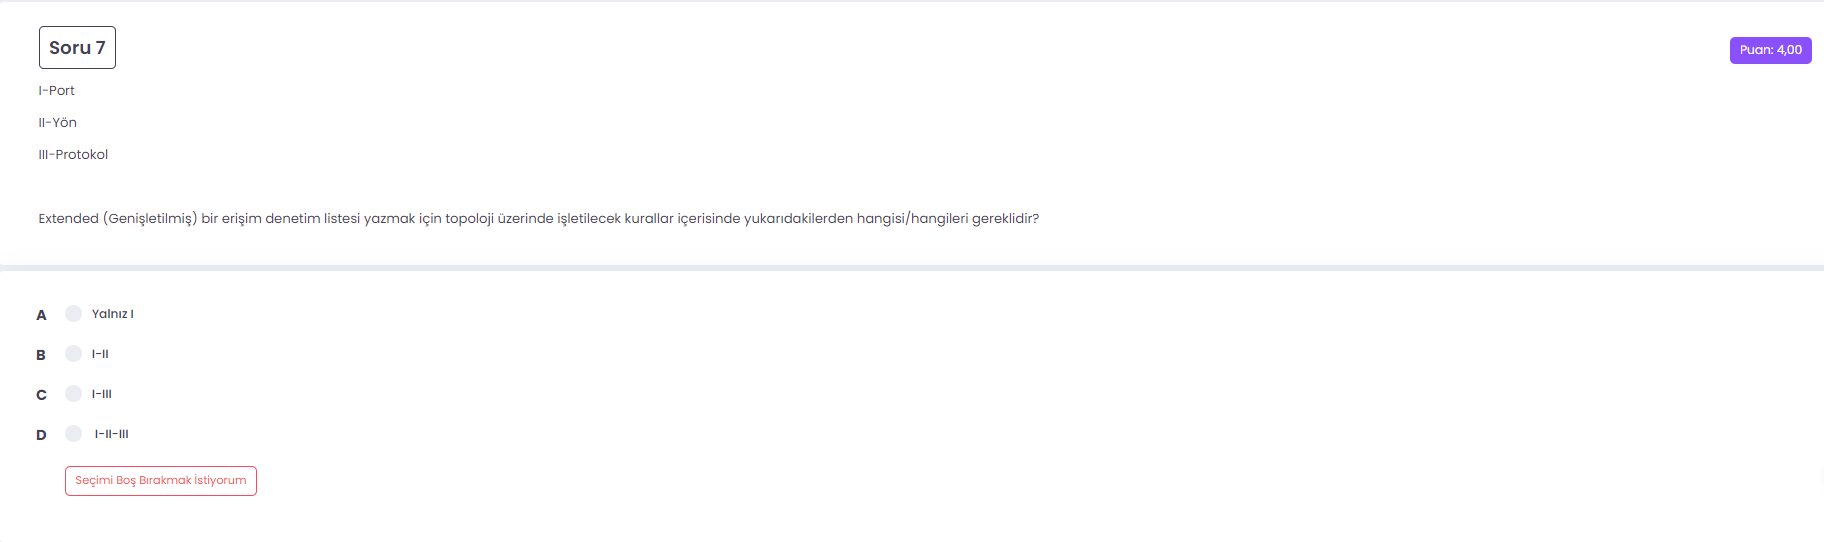 Soru 7
Puan: 4,00
I-Port
II-Yön
III-Protokol
Extended (Genişletilmiş) bir erişim denetim listesi yazmak için topoloji üzerinde işletilecek kurallar içerisinde yukarıdakilerden hangisi/hangileri gereklidir?
A Yalnız I
B I-II
C I-III
D I-II-III
Seçimi Boş Bırakmak İstiyorum